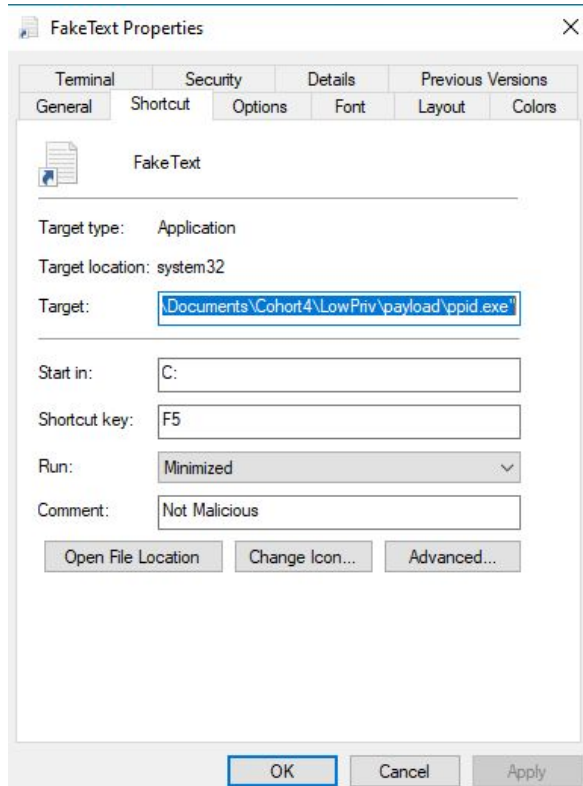 FakeText Properties
Terminal Security Details Previous Versions
General Shortcut Options Font Layout Colors
FakeText
Target type: Application
Target location: system32
Target: \Documents\Cohort4\LowPriv\payload\ppid.exe"
Start in: C:
Shortcut key: F5
Run: Minimized
Comment: Not Malicious
Open File Location Change Icon... Advanced...
OK Cancel Apply